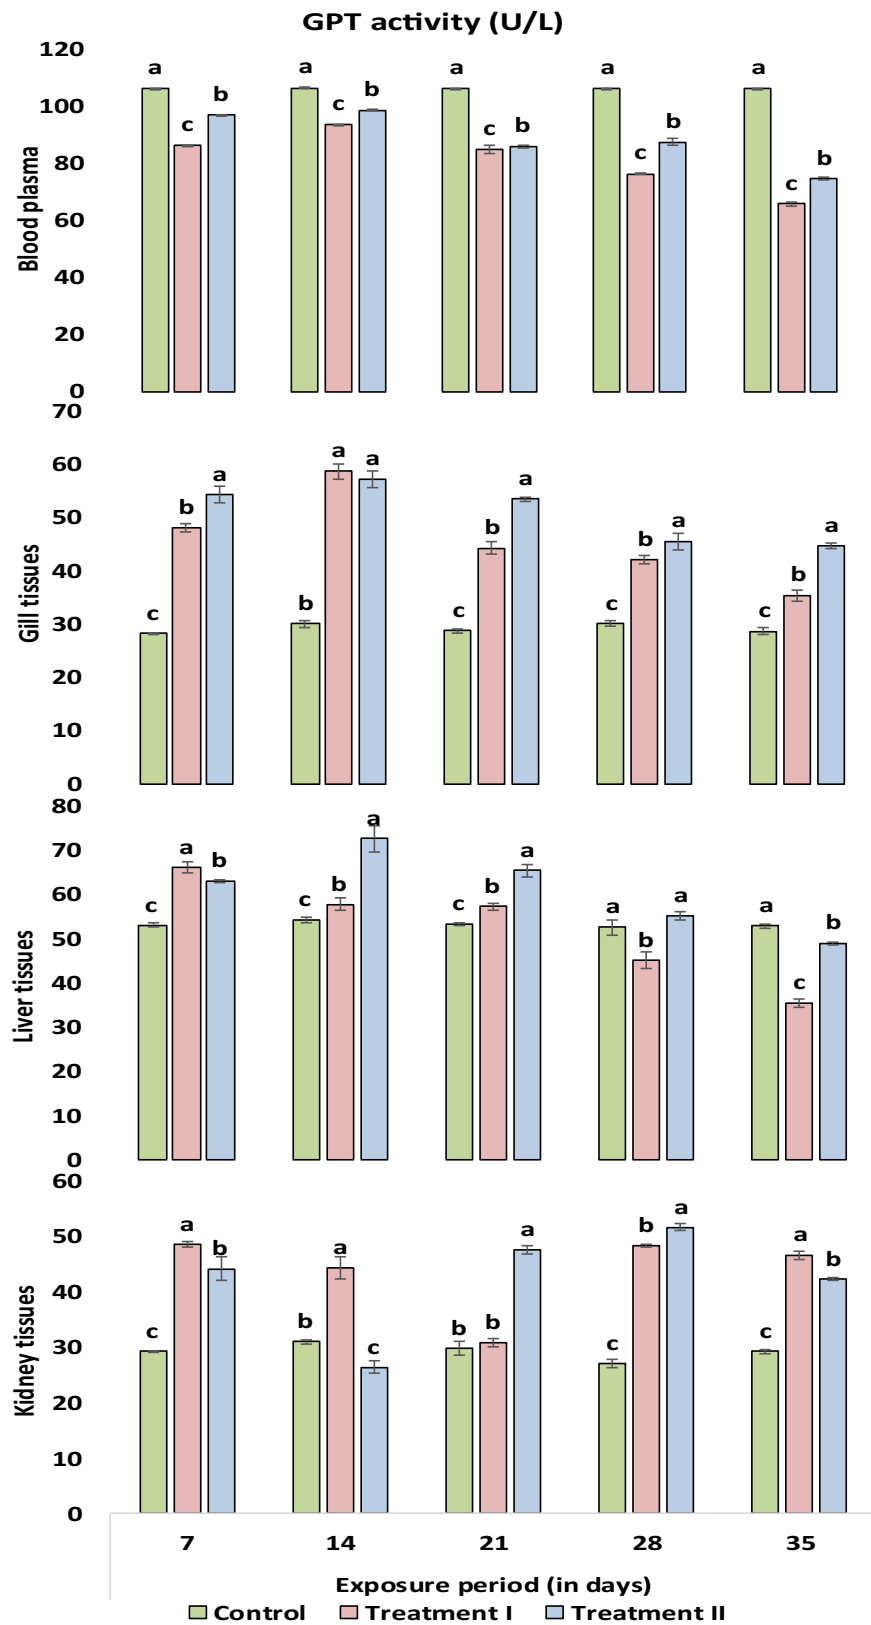 GPT activity (U/L)
120
100
80
60
40
20
0
Blood plasma
a c b a c b a c b a c b a c b
70
60
50
40
30
20
10
0
Gill tissues
c b a b a a c b a c b a c b a
80
70
60
50
40
30
20
10
0
Liver tissues
c a b c b a c b a a b a a c b
60
50
40
30
20
10
0
Kidney tissues
c a b b a c b b a c b a c a b
7 14 21 28 35
Exposure period (in days)
Control Treatment I Treatment II